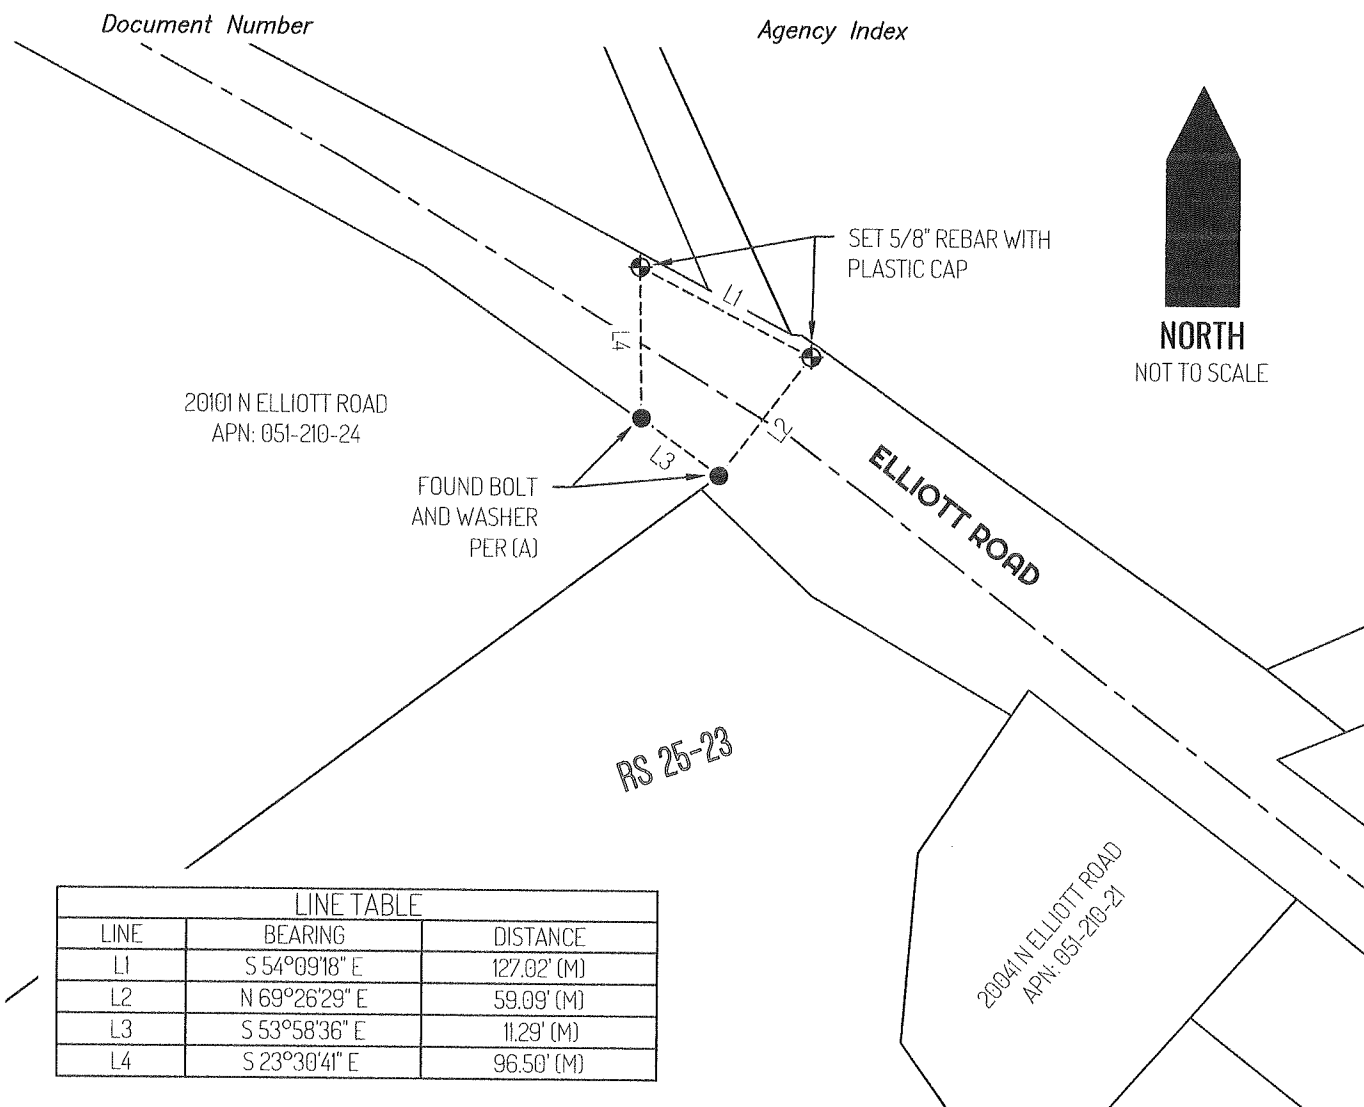 Document Number
Agency Index
SET 5/8" REBAR WITH
PLASTIC CAP
L1
L4
NORTH
NOT TO SCALE
20101 N ELLIOTT ROAD
APN: 051-210-24
L2
L3
ELLIOTT ROAD
FOUND BOLT
AND WASHER
PER (A)
RS 25-23
20041 N ELLIOTT ROAD
APN: 051-210-21
LINE TABLE
LINE BEARING DISTANCE
L1 S 54°09'18" E 127.02' (M)
L2 N 69°26'29" E 59.09' (M)
L3 S 53°58'36" E 11.29' (M)
L4 S 23°30'41" E 96.50' (M)